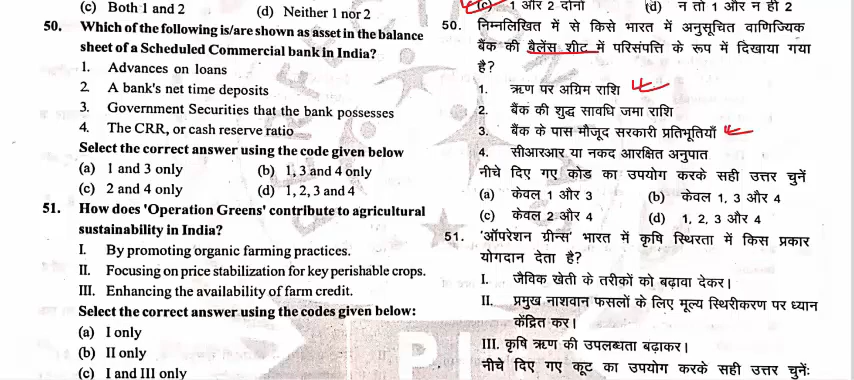 (c) Both 1 and 2
(d) Neither 1 nor 2
50. Which of the following is/are shown as asset in the balance
sheet of a Scheduled Commercial bank in India?
1. Advances on loans
2. A bank's net time deposits
3. Government Securities that the bank possesses
4. The CRR, or cash reserve ratio
Select the correct answer using the code given below
(a) 1 and 3 only
(b) 1, 3 and 4 only
(c) 2 and 4 only
(d) 1, 2, 3 and 4
51. How does 'Operation Greens' contribute to agricultural
sustainability in India?
I. By promoting organic farming practices.
II. Focusing on price stabilization for key perishable crops.
III. Enhancing the availability of farm credit.
Select the correct answer using the codes given below:
(a) I only
(b) II only
(c) I and III only
(c) 1 और 2 दोनों
(d) न तो 1 और न ही 2
50. निम्नलिखित में से किसे भारत में अनुसूचित वाणिज्यिक
बैंक की बैलेंस शीट में परिसंपत्ति के रूप में दिखाया गया
है?
1. ऋण पर अग्रिम राशि
2. बैंक की शुद्ध सावधि जमा राशि
3. बैंक के पास मौजूद सरकारी प्रतिभूतियाँ
4. सीआरआर या नकद आरक्षित अनुपात
नीचे दिए गए कोड का उपयोग करके सही उत्तर चुनें
(a) केवल 1 और 3
(b) केवल 1, 3 और 4
(c) केवल 2 और 4
(d) 1, 2, 3 और 4
51. 'ऑपरेशन ग्रीन्स' भारत में कृषि स्थिरता में किस प्रकार
योगदान देता है?
I. जैविक खेती के तरीकों को बढ़ावा देकर।
II. प्रमुख नाशवान फसलों के लिए मूल्य स्थिरीकरण पर ध्यान
केंद्रित कर।
III. कृषि ऋण की उपलब्धता बढ़ाकर।
नीचे दिए गए कूट का उपयोग करके सही उत्तर चुनेंः